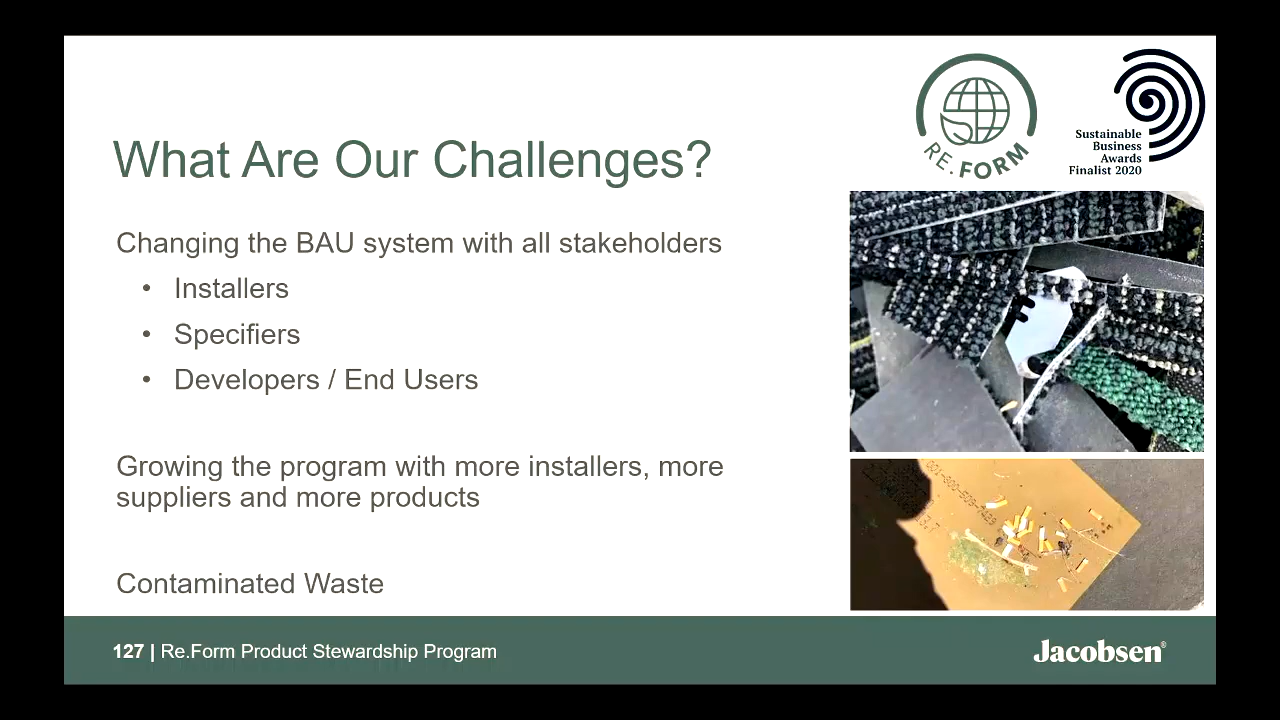 RE.FORM
Sustainable
Business
Awards
Finalist 2020
What Are Our Challenges?
Changing the BAU system with all stakeholders
• Installers
• Specifiers
• Developers / End Users
Growing the program with more installers, more
suppliers and more products
Contaminated Waste
127 | Re.Form Product Stewardship Program
Jacobsen®